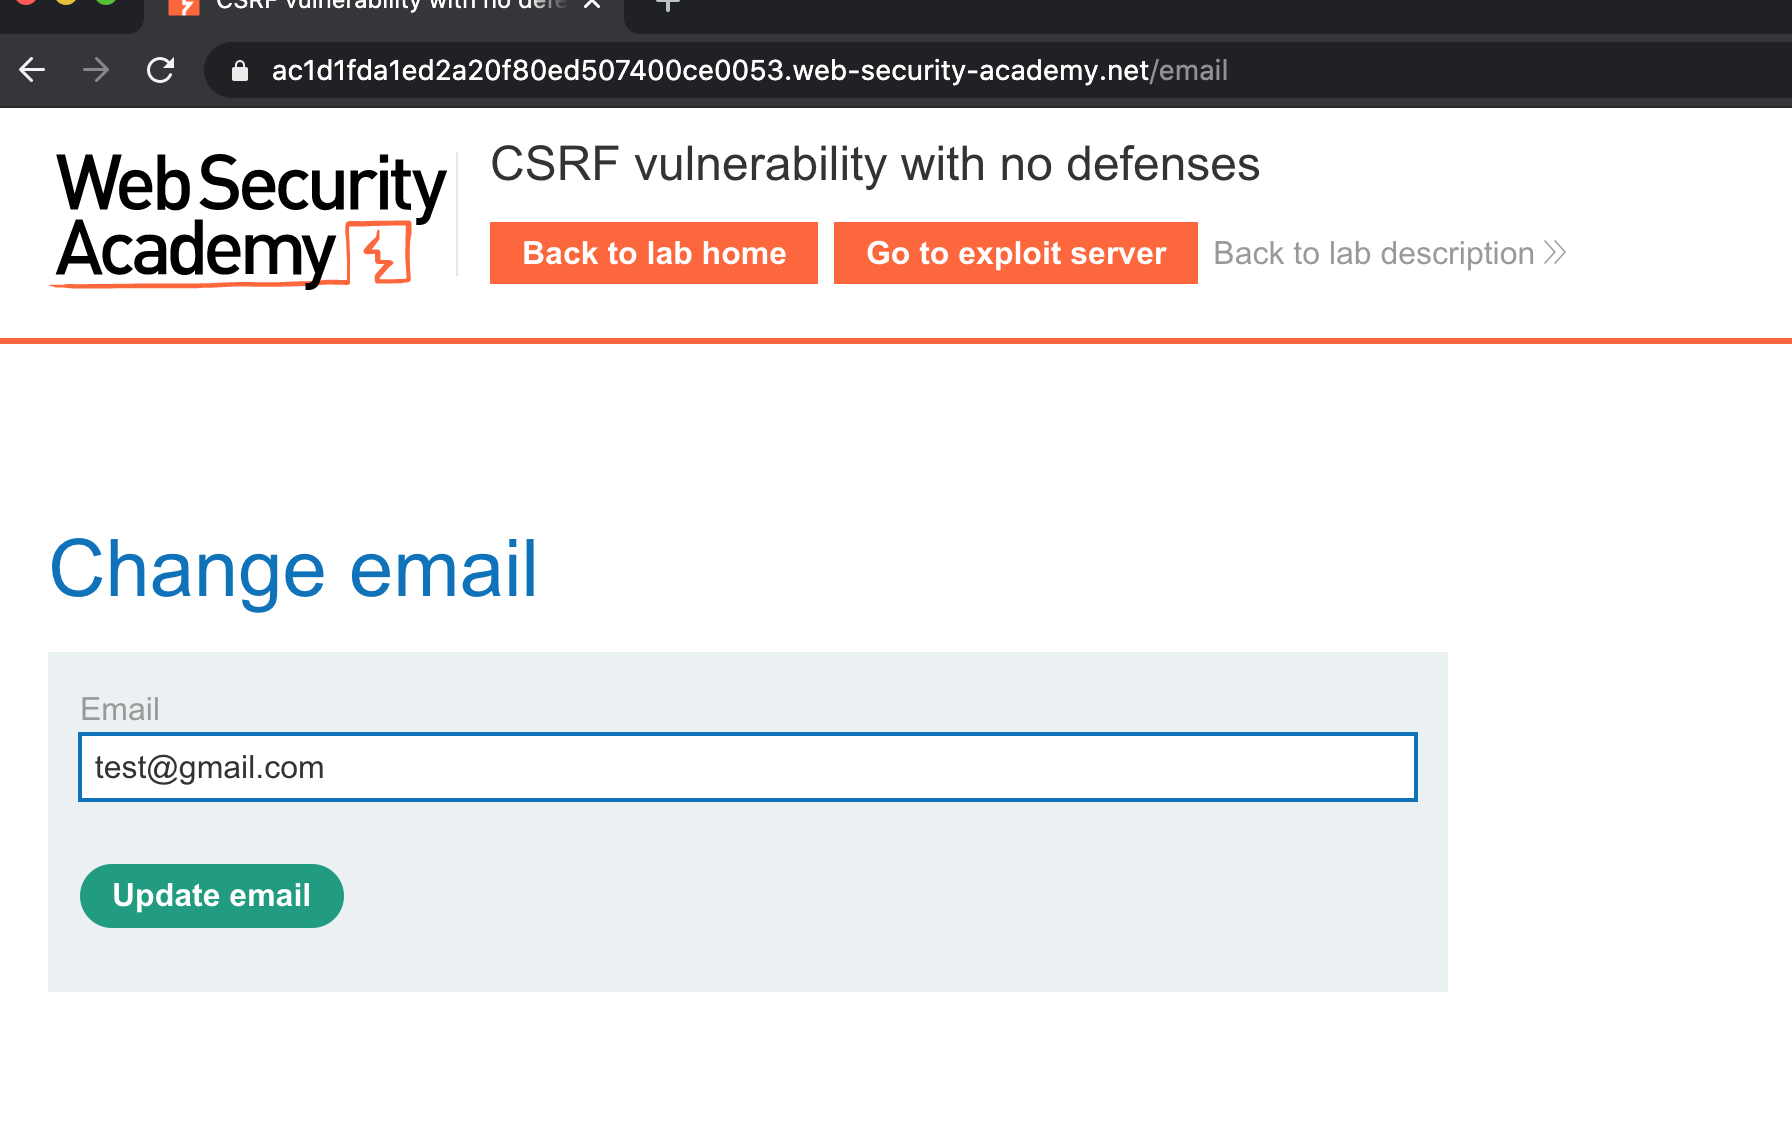 CSRF vulnerability with no defe
ac1d1fda1ed2a20f80ed507400ce0053.web-security-academy.net/email
Web Security
Academy
CSRF vulnerability with no defenses
Back to lab home
Go to exploit server
Back to lab description
Change email
Email
test@gmail.com
Update email